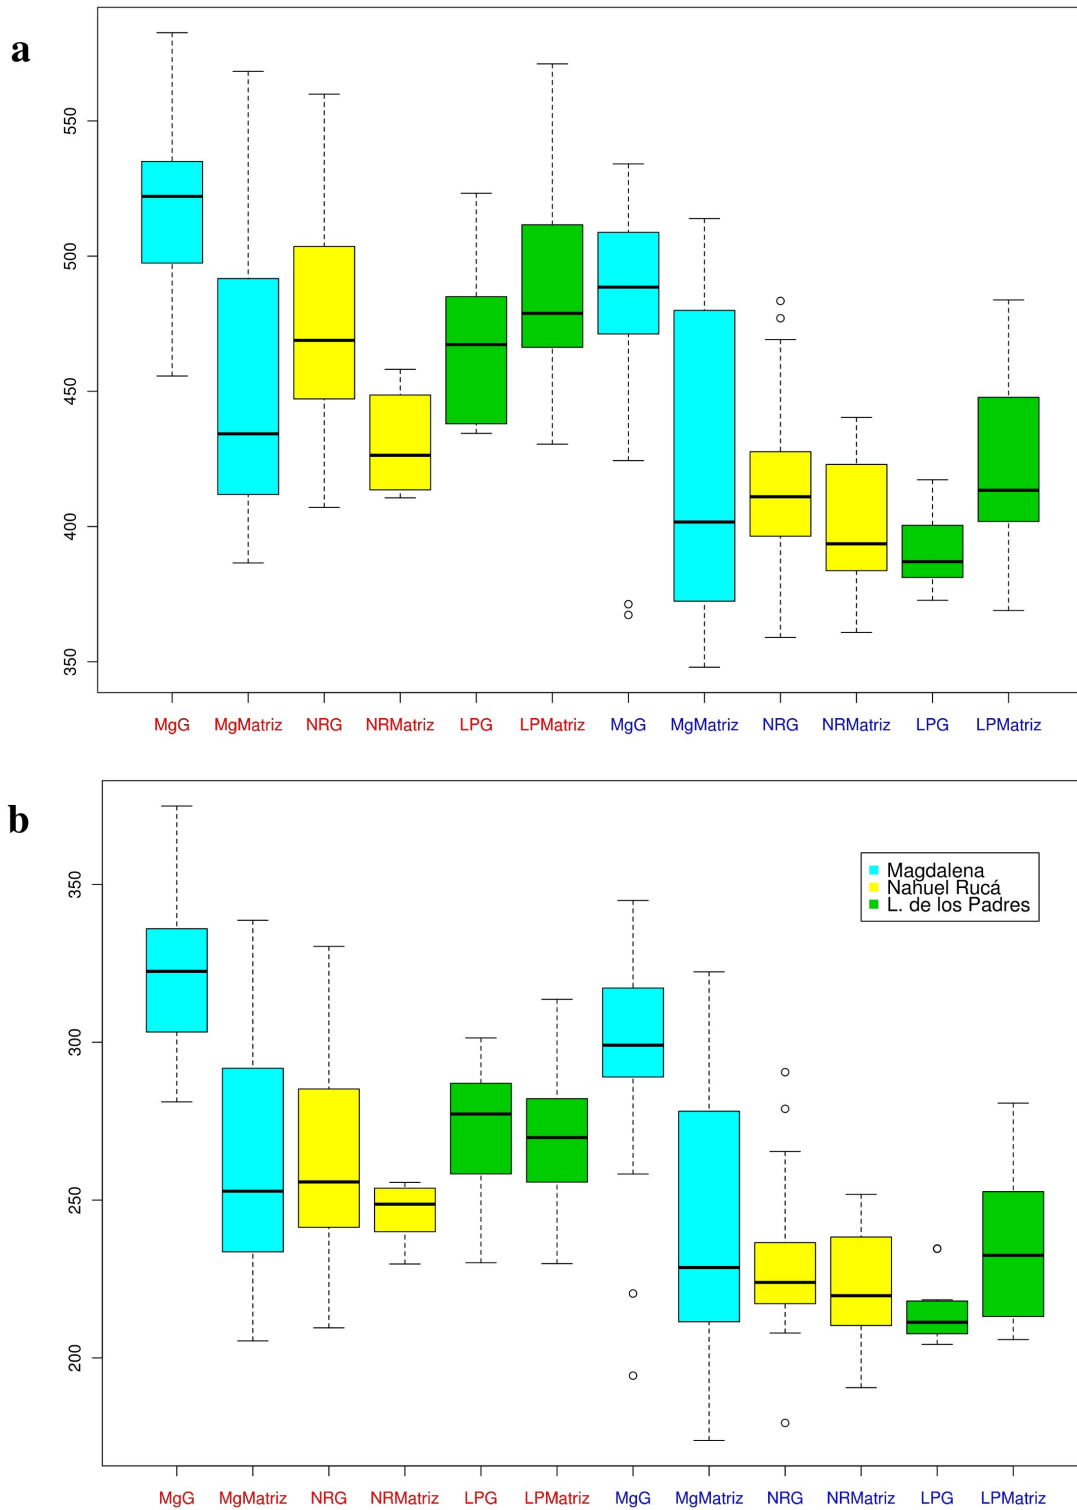 a
550
500
450
400
350
MgG MgMatriz NRG NRMatriz LPG LPMatriz MgG MgMatriz NRG NRMatriz LPG LPMatriz
b
350
300
250
200
Magdalena
Nahuel Rucá
L. de los Padres
MgG MgMatriz NRG NRMatriz LPG LPMatriz MgG MgMatriz NRG NRMatriz LPG LPMatriz